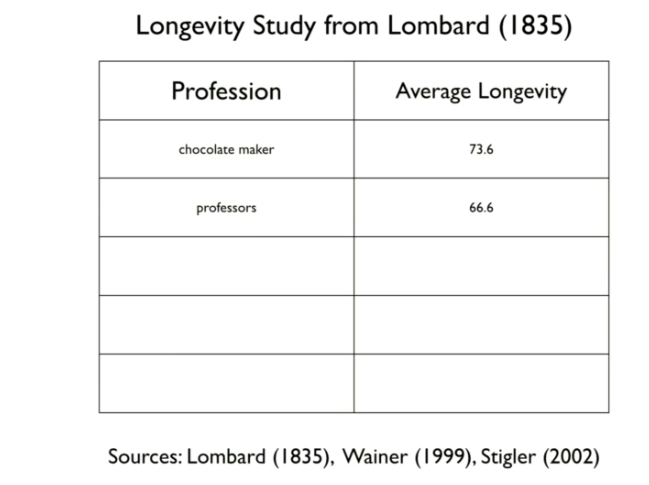 Longevity Study from Lombard (1835)
Profession Average Longevity
chocolate maker 73.6
professors 66.6
Sources: Lombard (1835), Wainer (1999), Stigler (2002)